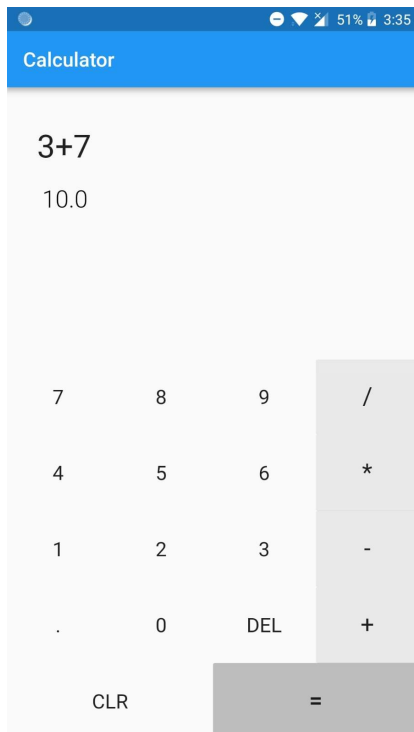 51% 3:35
Calculator
3+7
10.0
7 8 9 /
4 5 6 *
1 2 3 -
. 0 DEL +
CLR =